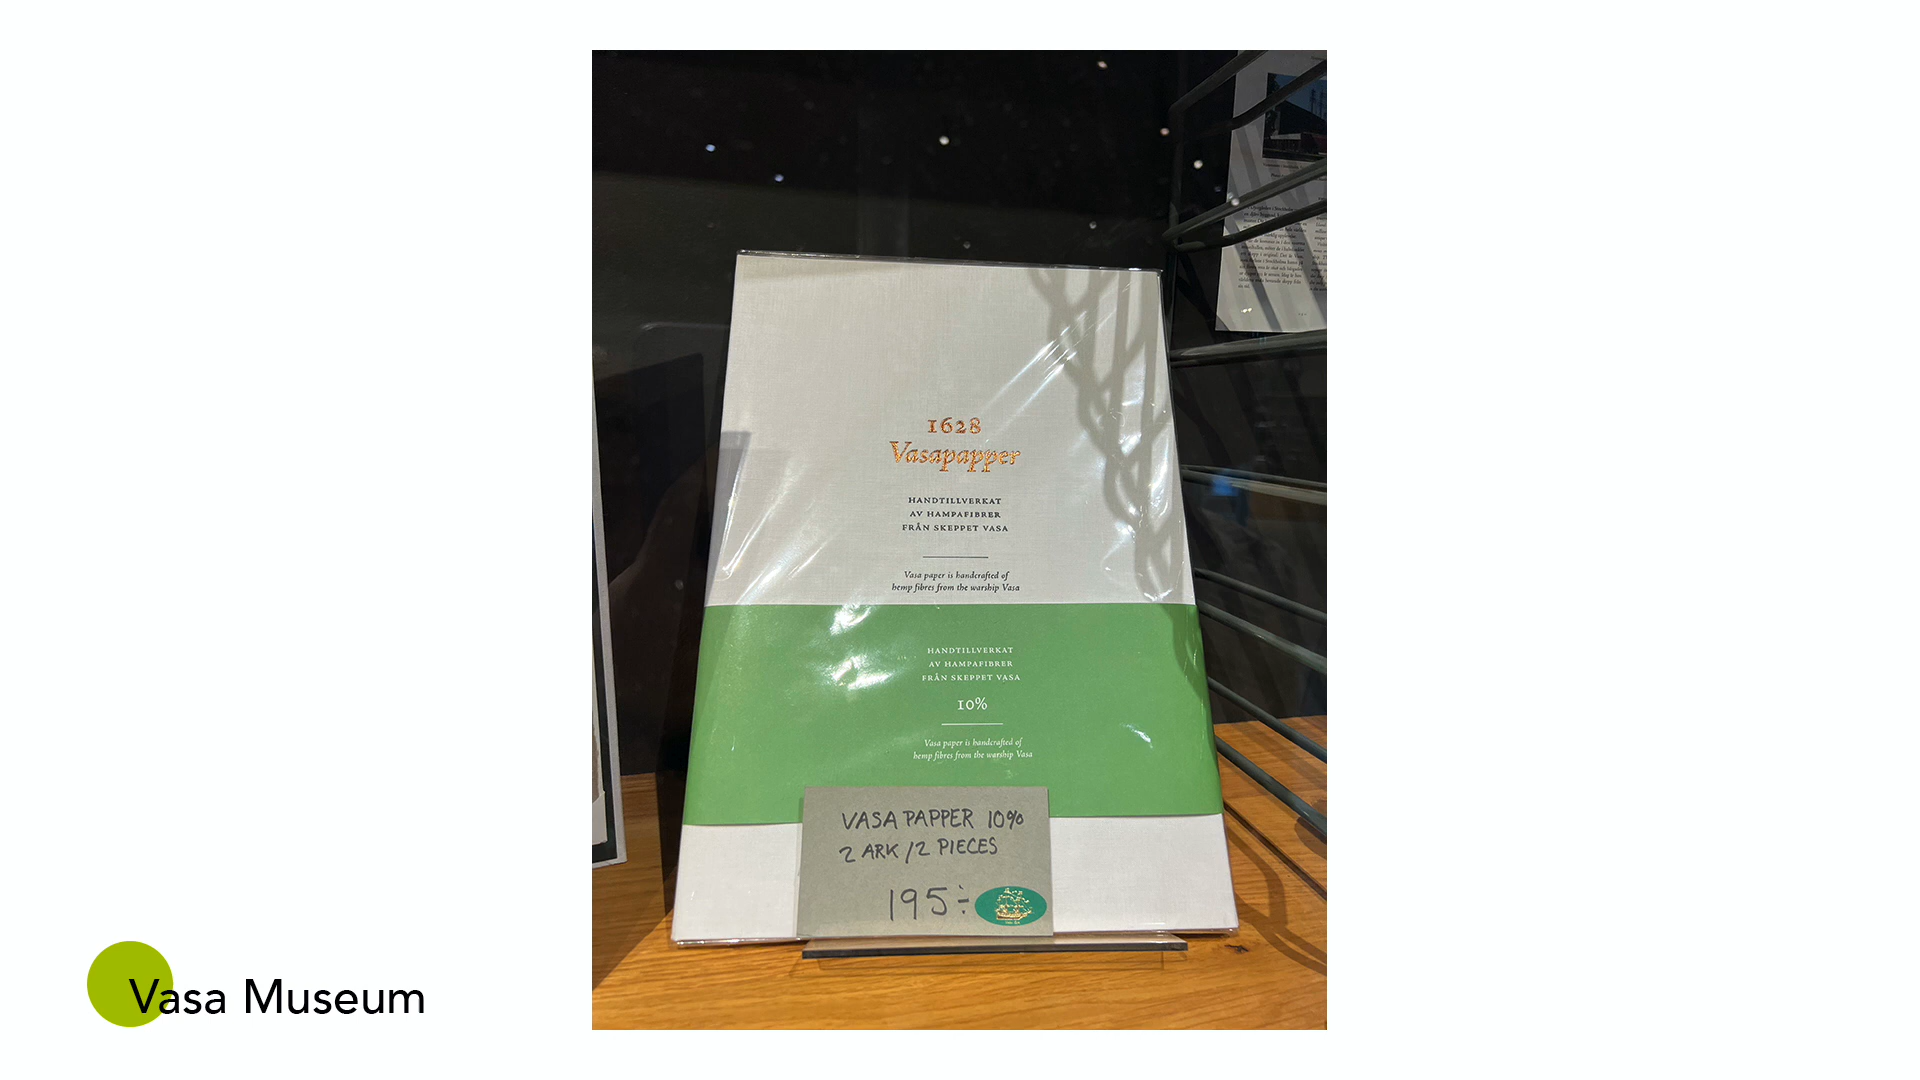 1628
Vasapapper
HANDTILLVERKAT
AV HAMPAFIBRER
FRÅN SKEPPET VASA
Vasa paper is handcrafted of
hemp fibres from the warship Vasa
HANDTILLVERKAT
AV HAMPAFIBRER
FRÅN SKEPPET VASA
10%
Vasa paper is handcrafted of
hemp fibres from the warship Vasa
VASA PAPPER 10%
2 ARK / 2 PIECES
195:-
Vasa Museum